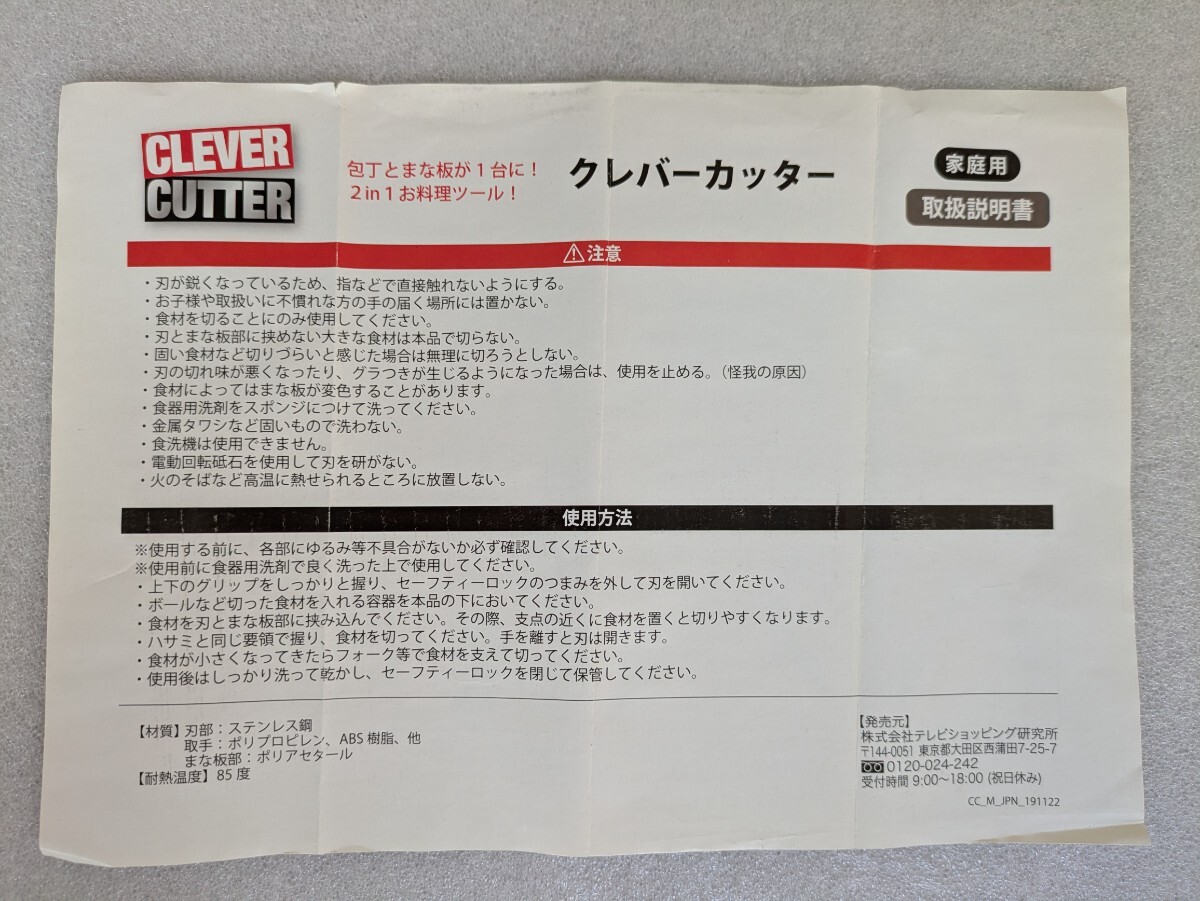 CLEVER
CUTTER
包丁とまな板が1台に！
2in1お料理ツール！
クレバーカッター
家庭用
取扱説明書
⚠注意
・刃が鋭くなっているため、指などで直接触れないようにする。
・お子様や取扱いに不慣れな方の手の届く場所には置かない。
・食材を切ることにのみ使用してください。
・刃とまな板部に挟めない大きな食材は本品で切らない。
・固い食材など切りづらいと感じた場合は無理に切ろうとしない。
・刃の切れ味が悪くなったり、グラつきが生じるようになった場合は、使用を止める。（怪我の原因）
・食材によってはまな板が変色することがあります。
・食器用洗剤をスポンジにつけて洗ってください。
・金属タワシなど固いもので洗わない。
・食洗機は使用できません。
・電動回転砥石を使用して刃を研がない。
・火のそばなど高温に熱せられるところに放置しない。
使用方法
※使用する前に、各部にゆるみ等不具合がないか必ず確認してください。
※使用前に食器用洗剤で良く洗った上で使用してください。
・上下のグリップをしっかりと握り、セーフティーロックのつまみを外して刃を開いてください。
・ボールなど切った食材を入れる容器を本品の下においてください。
・食材を刃とまな板部に挟み込んでください。その際、支点の近くに食材を置くと切りやすくなります。
・ハサミと同じ要領で握り、食材を切ってください。手を離すと刃は開きます。
・食材が小さくなってきたらフォーク等で食材を支えて切ってください。
・使用後はしっかり洗って乾かし、セーフティーロックを閉じて保管してください。
【材質】刃部：ステンレス鋼
取手：ポリプロピレン、ABS樹脂、他
まな板部：ポリアセタール
【耐熱温度】85度
【発売元】
株式会社テレビショッピング研究所
〒144-0051 東京都大田区西蒲田7-25-7
0120-024-242
受付時間 9:00〜18:00 (祝日休み)
CC_M_JPN_191122